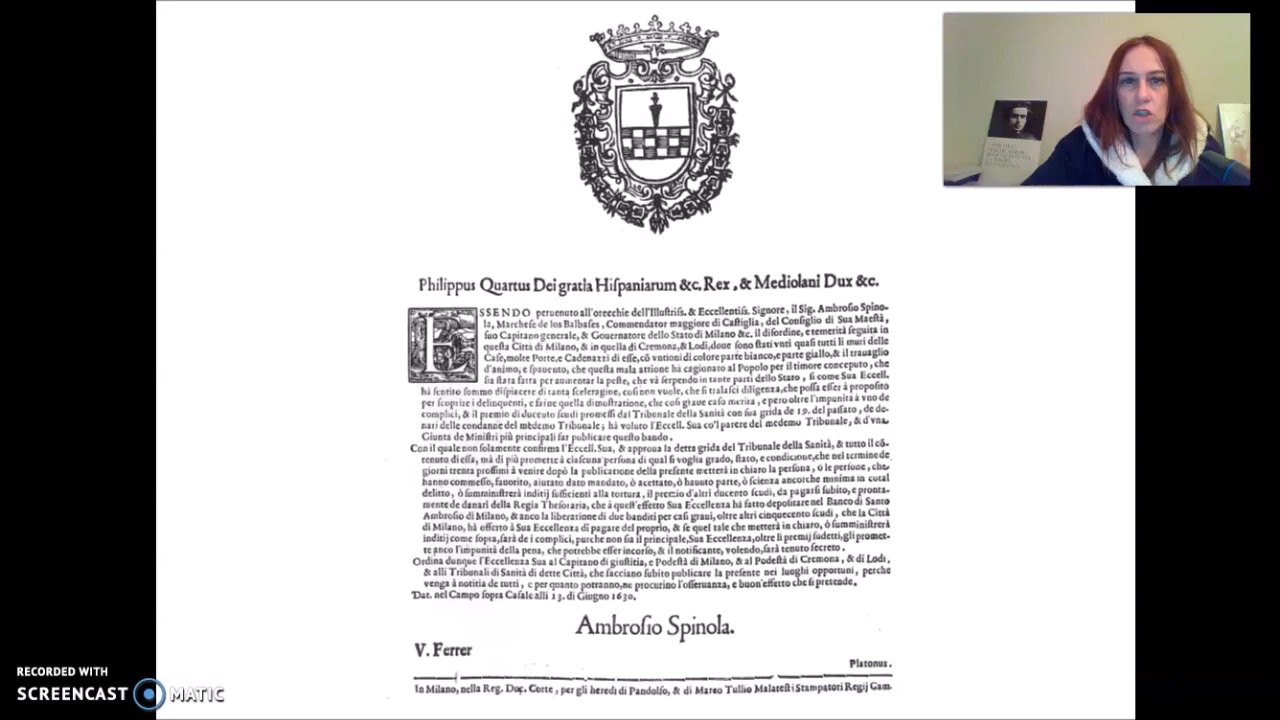 Philippus Quartus Dei gratia Hiſpaniarum &c. Rex, & Mediolani Dux &c.
ESSENDO peruenuto all'orecchie dell'Illuſtriſs. & Eccellentiſs. Signore, il Sig. Ambroſio Spino-
la, Marcheſe de los Balbaſes, Commendator maggiore di Caſtiglia, del Conſiglio di Sua Maeſtà,
ſuo Capitano generale, & Gouernatore dello Stato di Milano &c. il diſordine, e temerità ſeguita in
queſta Città di Milano, & in quella di Cremona,& Lodi,doue ſono ſtati vnti quaſi tutti li muri delle
Caſe,molte Porte,e Cadenazzi di eſſe,cõ vntioni di colore parte bianco,e parte giallo,& il trauaglio
d'animo, e ſpauento, che queſta mala attione hà cagionato al Popolo per il timore conceputo, che
ſia ſtata fatta per aumentar la peſte, che và ſerpendo in tante parti dello Stato, ſi come Sua Eccell.
hà ſentito ſommo diſpiacere di tanta ſceleragine, coſi non vuole, che ſi tralaſci diligenza,che poſſa eſſer à propoſito
per ſcoprire i delinquenti, e farne quella dimoſtratione, che coſi graue caſo merita, e pero oltre l'impunità à vno de
complici, & il premio di ducento ſcudi promeſſi dal Tribunale della Sanità con ſua grida de 19. del paſſato, de de-
nari delle condanne del medemo Tribunale; hà voluto l'Eccell. Sua co'l parere del medemo Tribunale, & d'vna
Giunta de Miniſtri più principali far publicare queſto bando.
Con il quale non ſolamente confirma l'Eccell.Sua, & approua la detta grida del Tribunale della Sanità, & tutto il cõ-
tenuto di eſſa, mà di più promette à ciaſcuna perſona di qual ſi voglia grado, ſtato, e conditione,che nel termine de
giorni trenta proſſimi à venire dopò la publicatione della preſente metterà in chiaro la perſona, ò le perſone, che
hanno commeſſo, fauorito, aiutato dato mandato, ò accettato, ò hauuto parte, ò ſcienza ancorche minima in cotal
delitto, ò ſumminiſtrerà inditij ſufficienti alla tortura, il premio d'altri ducento ſcudi, da pagarſi ſubito, e pronta-
mente de danari della Regia Theſoraria, che à queſt'effetto Sua Eccellenza hà fatto depoſitare nel Banco di Santo
Ambroſio di Milano, & anco la liberatione di due banditi per caſi graui, oltre altri cinquecento ſcudi, che la Città
di Milano, hà offerto à Sua Eccellenza di pagare del proprio, & ſe quel tale che metterà in chiaro, ò ſumminiſtrerà
inditij come ſopra,ſarà de i complici, purche non ſia il principale,Sua Eccellenza,oltre li premij ſudetti,gli promet-
te anco l'impunità della pena, che potrebbe eſſer incorſo, & il notificante, volendo,ſarà tenuto ſecreto.
Ordina dunque l'Eccellenza Sua al Capitano di giuſtitia, e Podeſtà di Milano, & al Podeſtà di Cremona, & di Lodi,
& alli Tribunali di Sanità di dette Città, che facciano ſubito publicare la preſente nei luoghi opportuni, perche
venga à notitia de tutti, e per quanto potranno,ne procurino l'oſſeruanza, e buon'effetto che ſi pretende.
Dat. nel Campo ſopra Caſale alli 13. di Giugno 1630.
Ambroſio Spinola.
V. Ferrer
Platonus.
In Milano, nella Reg. Duc. Corte, per gli heredi di Pandolfo, & di Marco Tullio Malateſti Stampatori Regij Cam.
RECORDED WITH
SCREENCAST MATIC